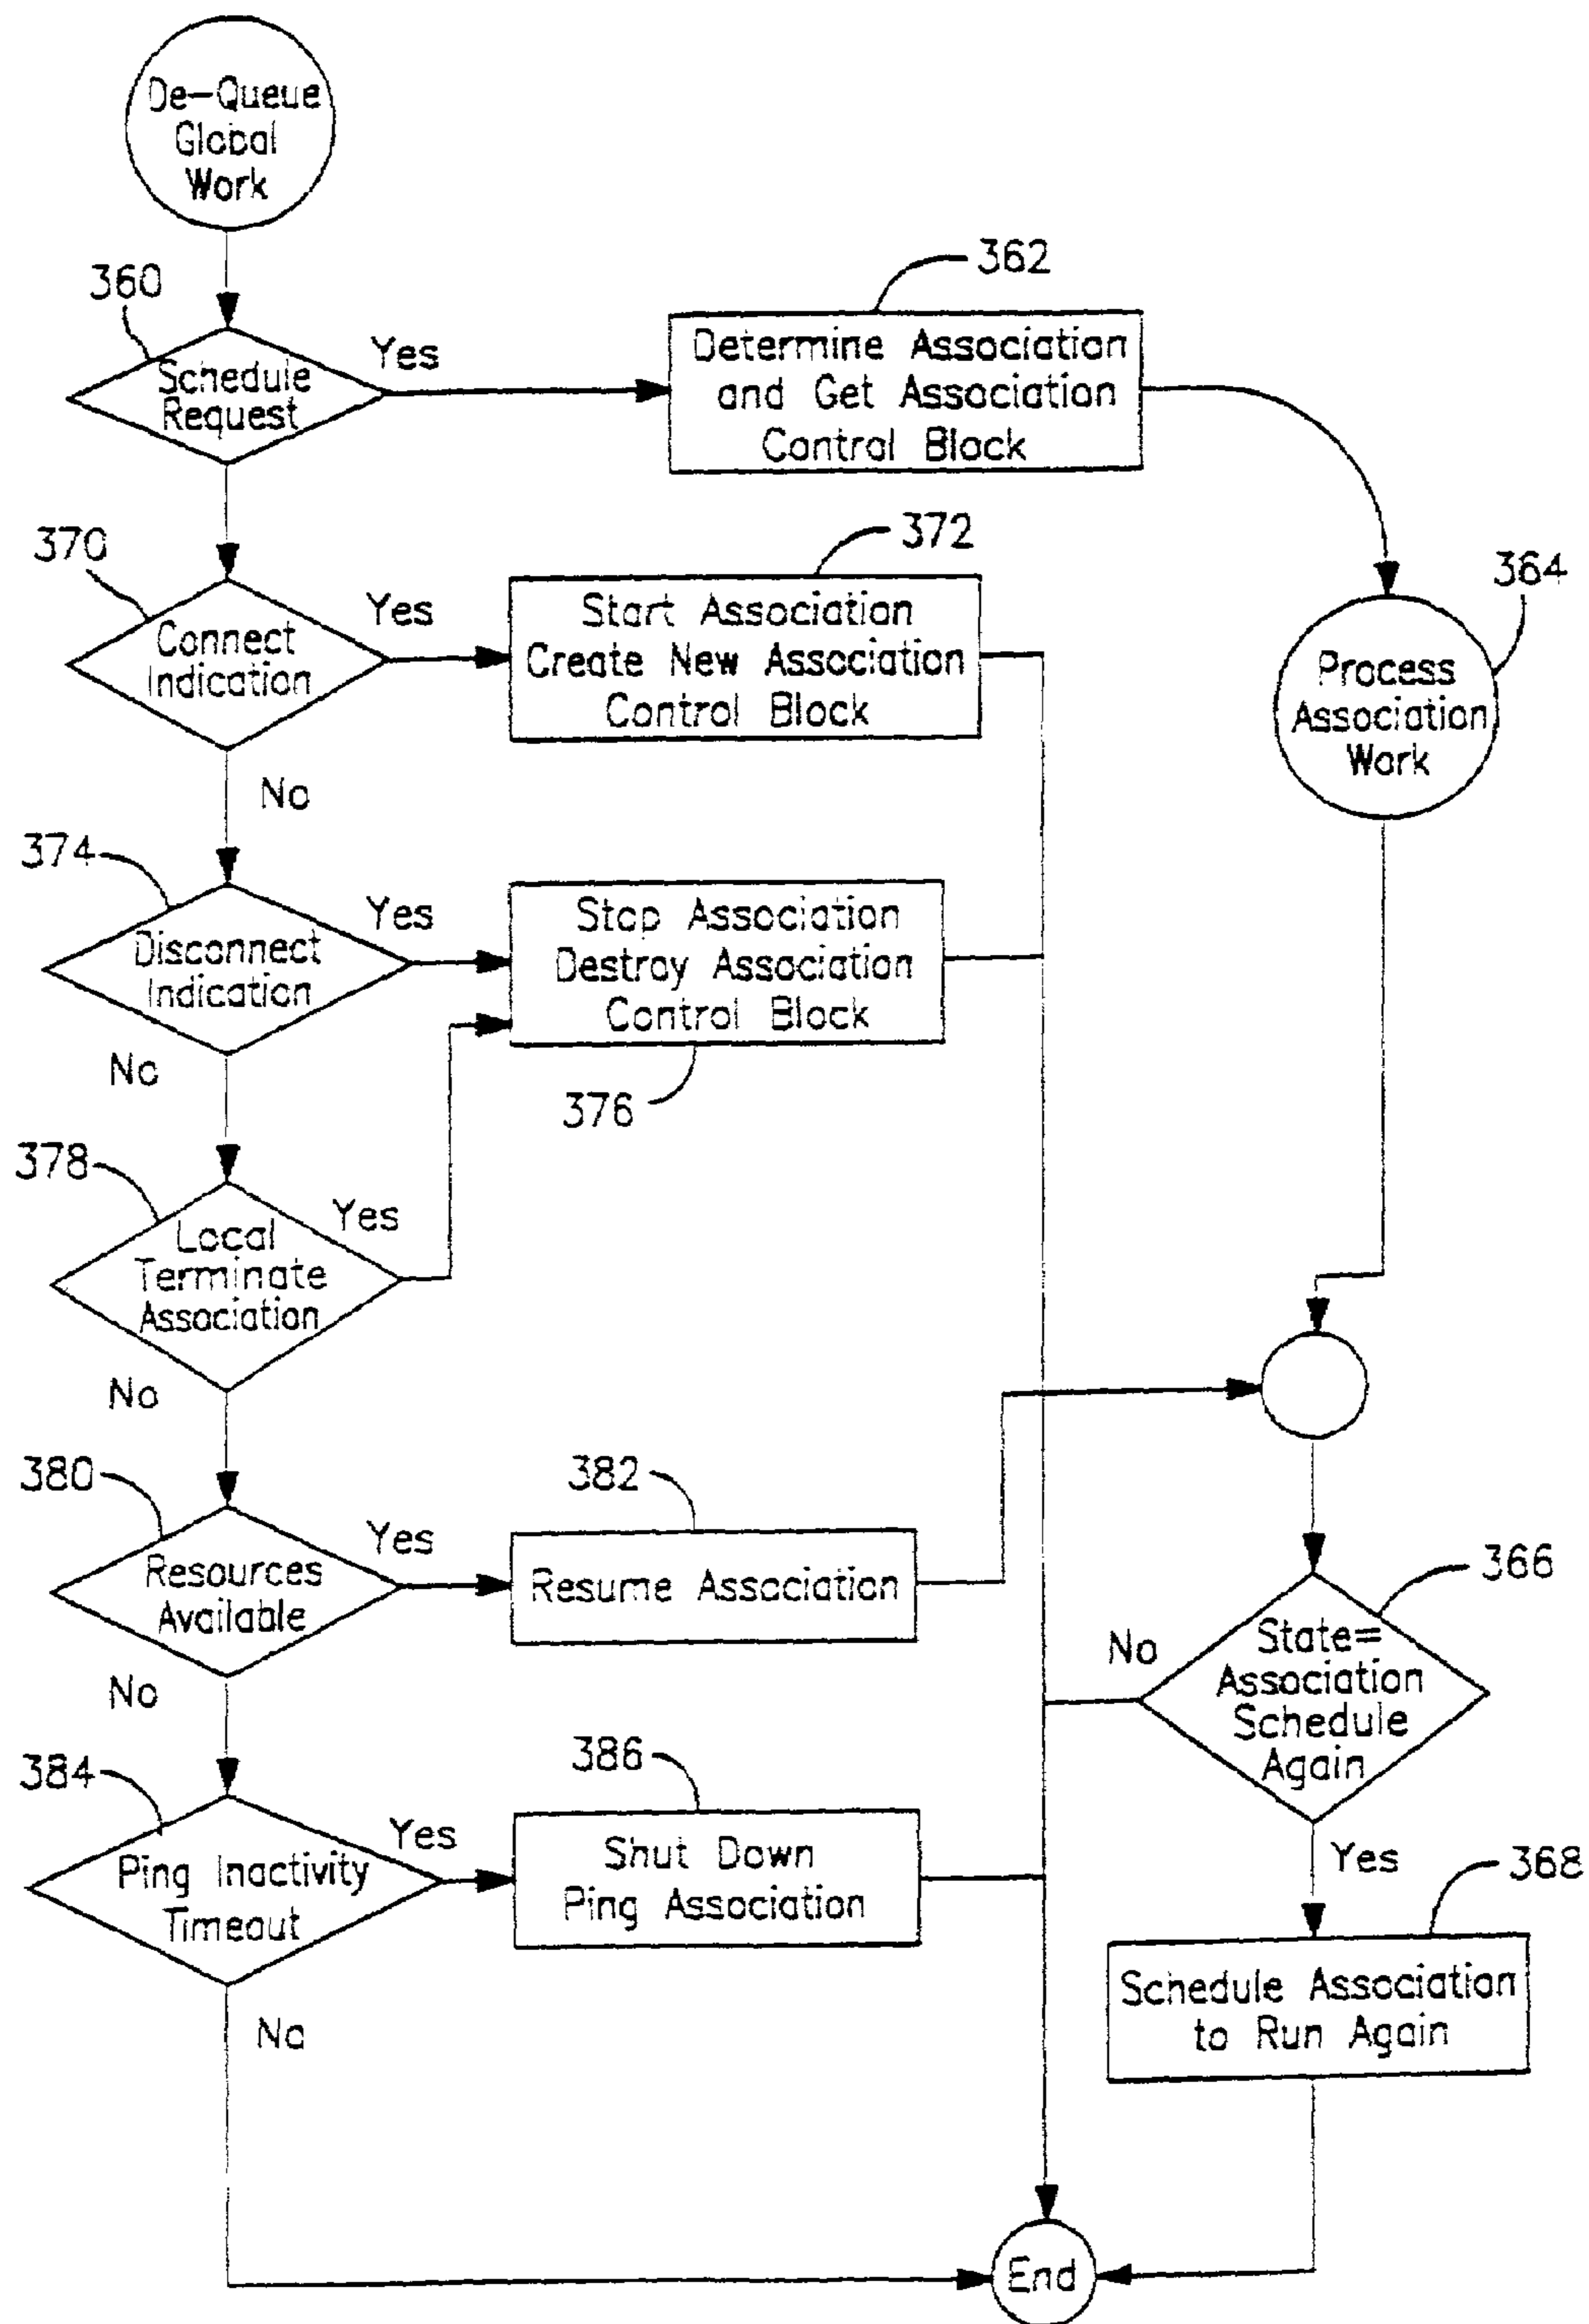 De-Queue
Global
Work
360
Schedule
Request
Yes
362
Determine Association
and Get Association
Control Block
370
Connect
Indication
Yes
372
Start Association
Create New Association
Control Block
364
Process
Association
Work
No
374
Disconnect
Indication
Yes
Stop Association
Destroy Association
Control Block
376
No
378
Local
Terminate
Association
Yes
No
380
Resources
Available
Yes
382
Resume Association
366
State=
Association
Schedule
Again
No
No
384
Ping Inactivity
Timeout
Yes
386
Shut Down
Ping Association
Yes
368
Schedule Association
to Run Again
No
End